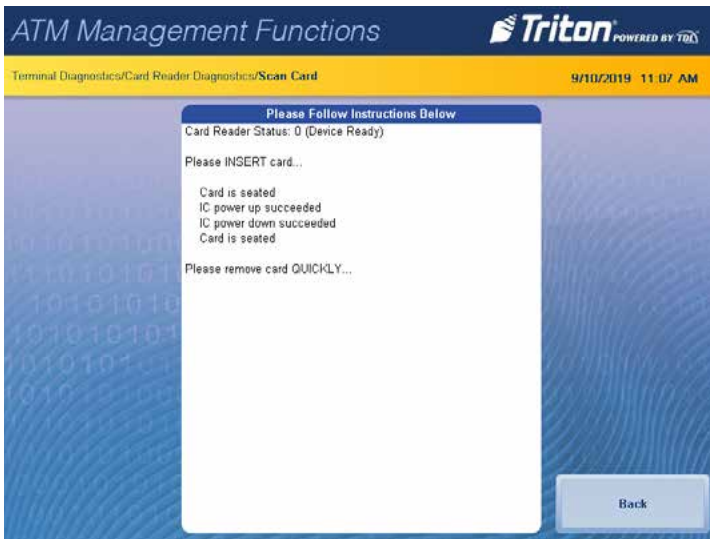 ATM Management Functions
Triton POWERED BY TDL
Terminal Diagnostics/Card Reader Diagnostics/Scan Card
9/10/2019 11:07 AM
Please Follow Instructions Below
Card Reader Status: 0 (Device Ready)
Please INSERT card...
Card is seated
IC power up succeeded
IC power down succeeded
Card is seated
Please remove card QUICKLY...
Back